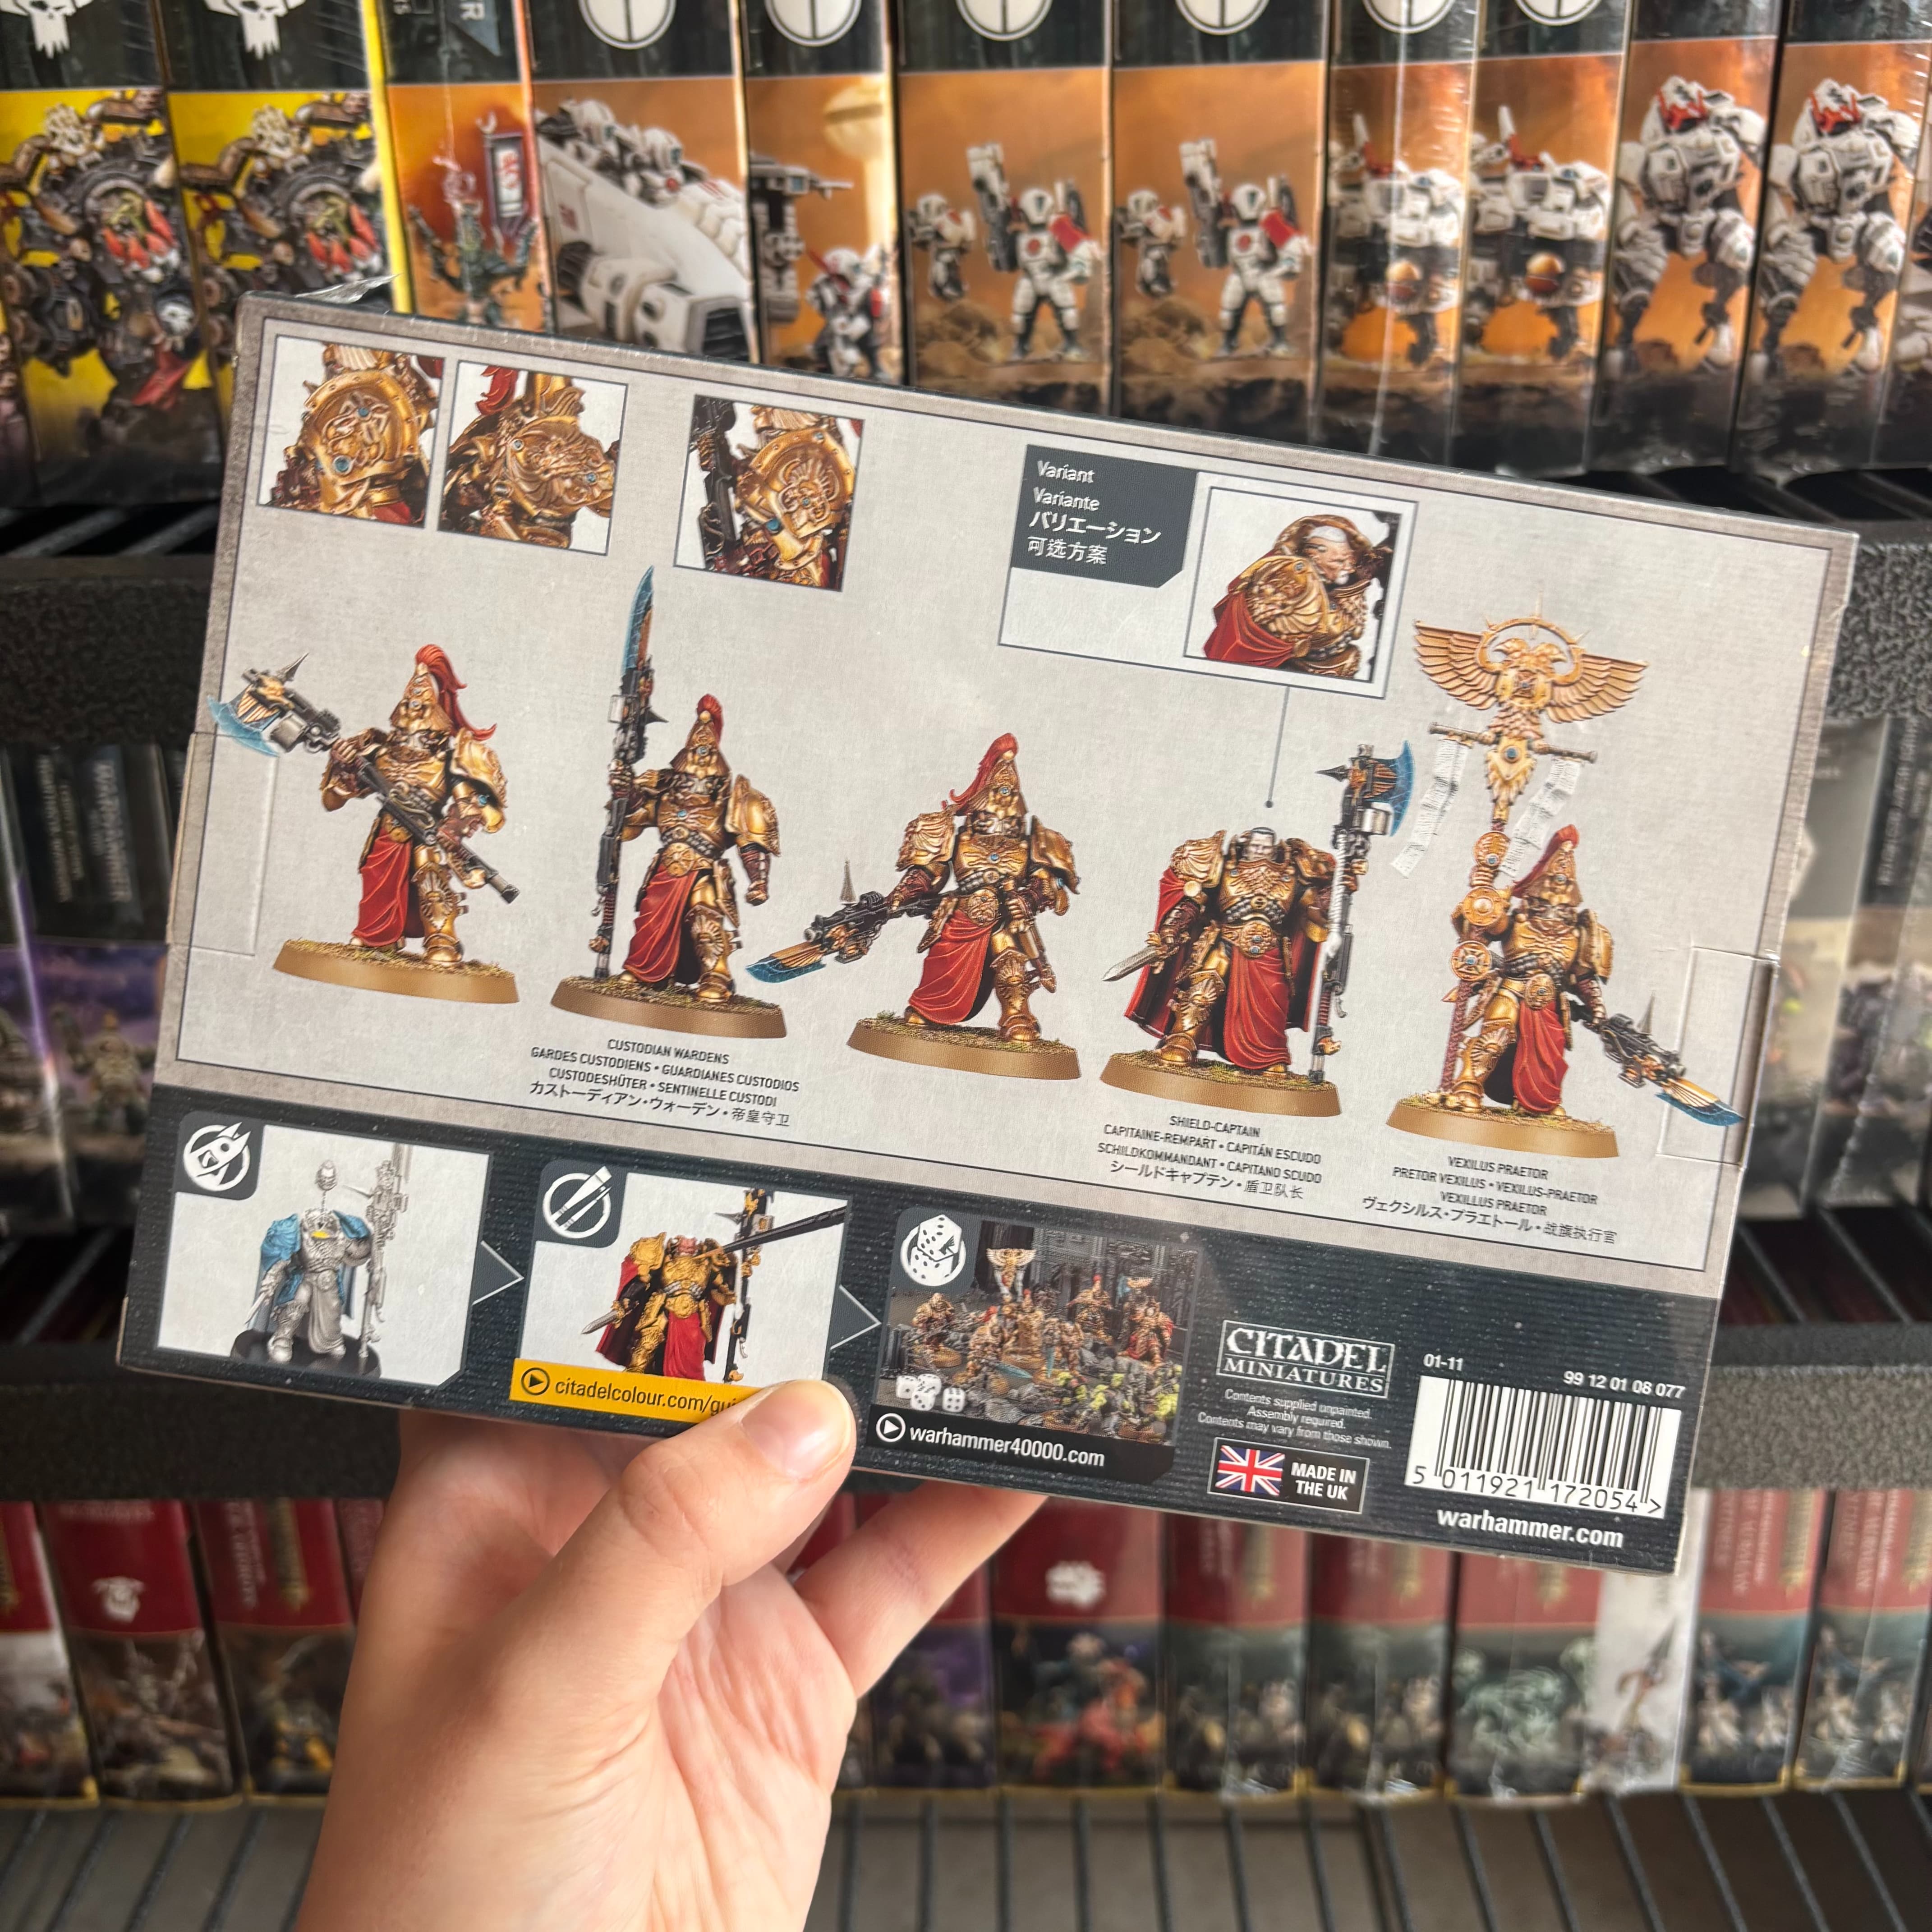 Variant
Variante
バリエーション
可选方案
CUSTODIAN WARDENS
GARDES CUSTODIENS • GUARDIANES CUSTODIOS
CUSTODESHÜTER • SENTINELLE CUSTODI
カストーディアン・ウォーデン • 帝皇守卫
SHIELD-CAPTAIN
CAPITAINE-REMPART • CAPITÁN ESCUDO
SCHILDKOMMANDANT • CAPITANO SCUDO
シールドキャプテン • 盾卫队长
VEXILUS PRAETOR
PRETOR VEXILUS • VEXILUS-PRAETOR
VEXILLUS PRAETOR
ヴェクシルス・プラエトール • 战旗执行官
citadelcolour.com/gui
warhammer40000.com
CITADEL
MINIATURES
Contents supplied unpainted.
Assembly required.
Contents may vary from those shown.
MADE IN
THE UK
01-11
99 12 01 08 077
5 011921 172054 >
warhammer.com